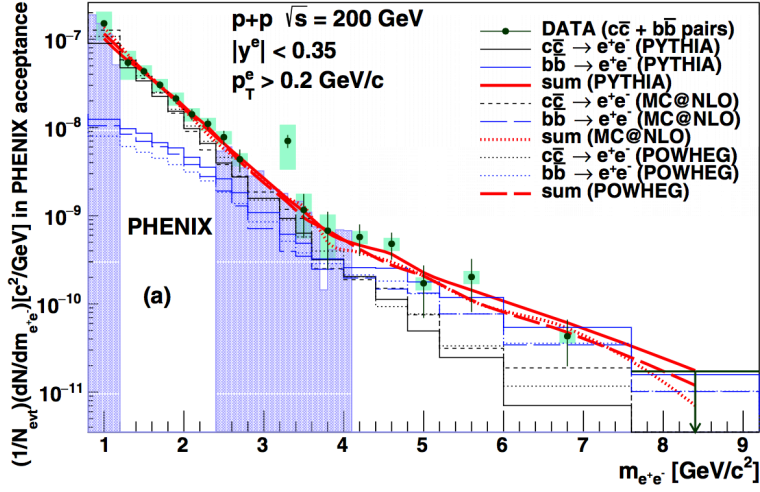 p+p √s = 200 GeV
|yᵉ| < 0.35
pᵉ_T > 0.2 GeV/c
DATA (cc̅ + bb̅ pairs)
cc̅ → e⁺e⁻ (PYTHIA)
bb̅ → e⁺e⁻ (PYTHIA)
sum (PYTHIA)
cc̅ → e⁺e⁻ (MC@NLO)
bb̅ → e⁺e⁻ (MC@NLO)
sum (MC@NLO)
cc̅ → e⁺e⁻ (POWHEG)
bb̅ → e⁺e⁻ (POWHEG)
sum (POWHEG)
PHENIX
(a)
(1/N_evt)(dN/dm_e⁺e⁻)[c²/GeV] in PHENIX acceptance
10⁻⁷
10⁻⁸
10⁻⁹
10⁻¹⁰
10⁻¹¹
1 2 3 4 5 6 7 8 9
m_e⁺e⁻ [GeV/c²]